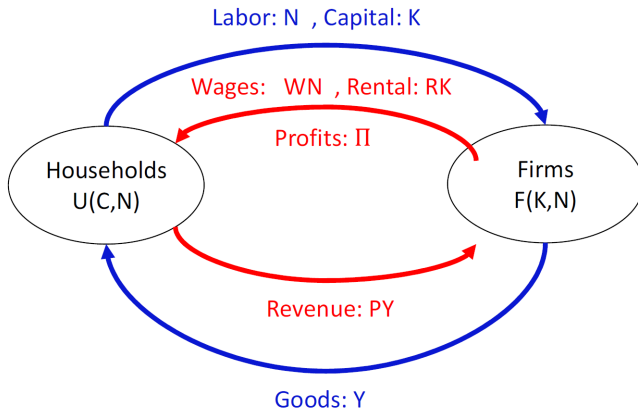 Labor: N , Capital: K
Wages: WN , Rental: RK
Profits: Π
Households
U(C,N)
Firms
F(K,N)
Revenue: PY
Goods: Y